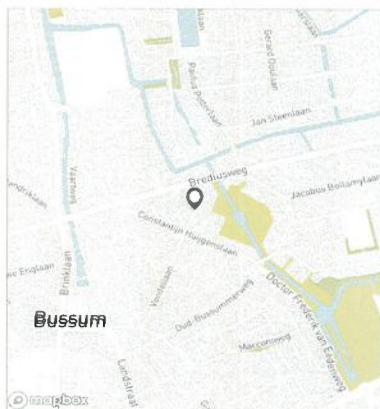 Paulus Potterlaan
Gerard Doulaan
Jan Steenlaan
Vaartweg
Brediusweg
Jacobus Bellamylaan
Constantijn Huygenslaan
Brinklaan
Vondellaan
Doctor Frederik van Eedenweg
Oud-Bussummerweg
Bussum
Marconiweg
Landstraat
mapbox